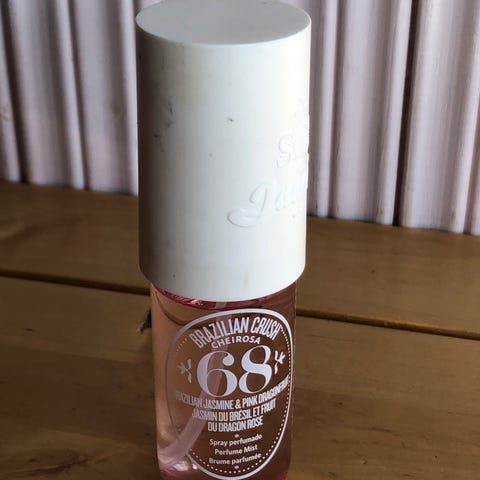 BRAZILIAN CRUSH
CHEIROSA
68
BRAZILIAN JASMINE & PINK DRAGONFRUIT
JASMIN DU BRÉSIL ET FRUIT
DU DRAGON ROSE
Spray perfumado
Perfume Mist
Brume parfumée